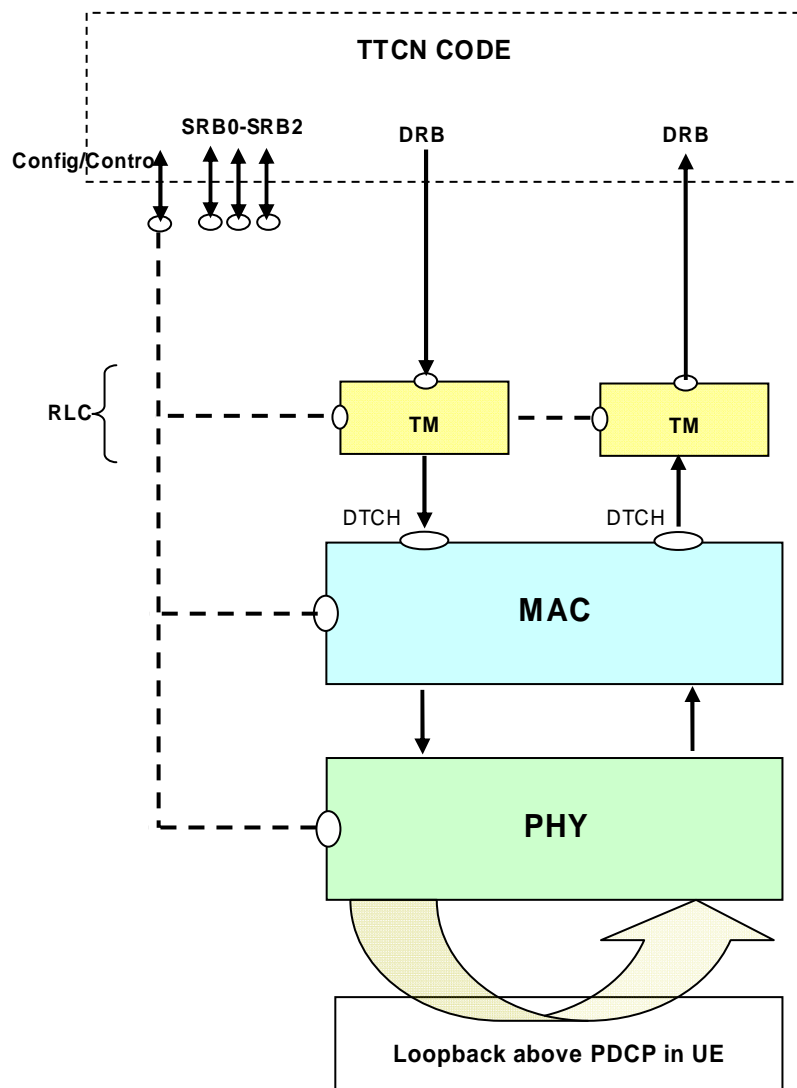 TTCN CODE
SRB0-SRB2
DRB
DRB
Config/Contro
RLC
TM
TM
DTCH
DTCH
MAC
PHY
Loopback above PDCP in UE